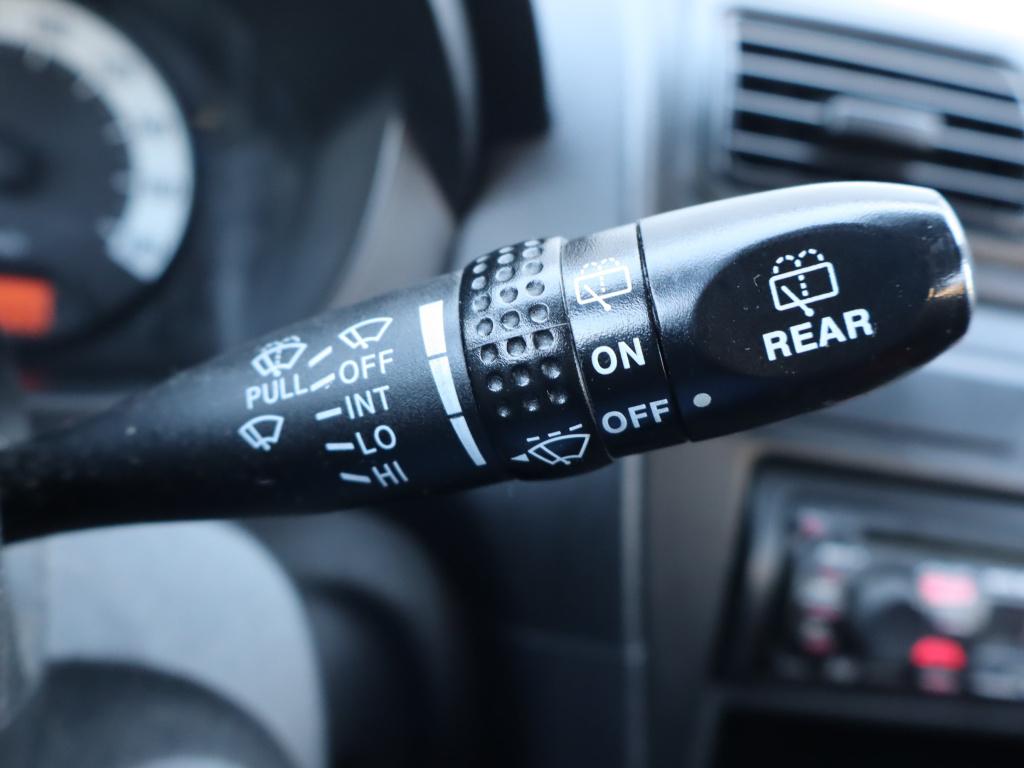 PULL
OFF
INT
LO
HI
ON
OFF
REAR